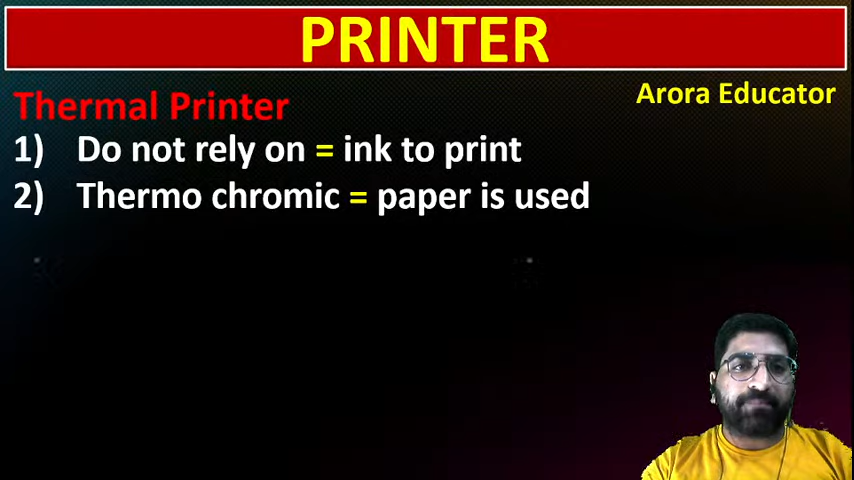 PRINTER
Arora Educator
Thermal Printer
1) Do not rely on = ink to print
2) Thermo chromic = paper is used